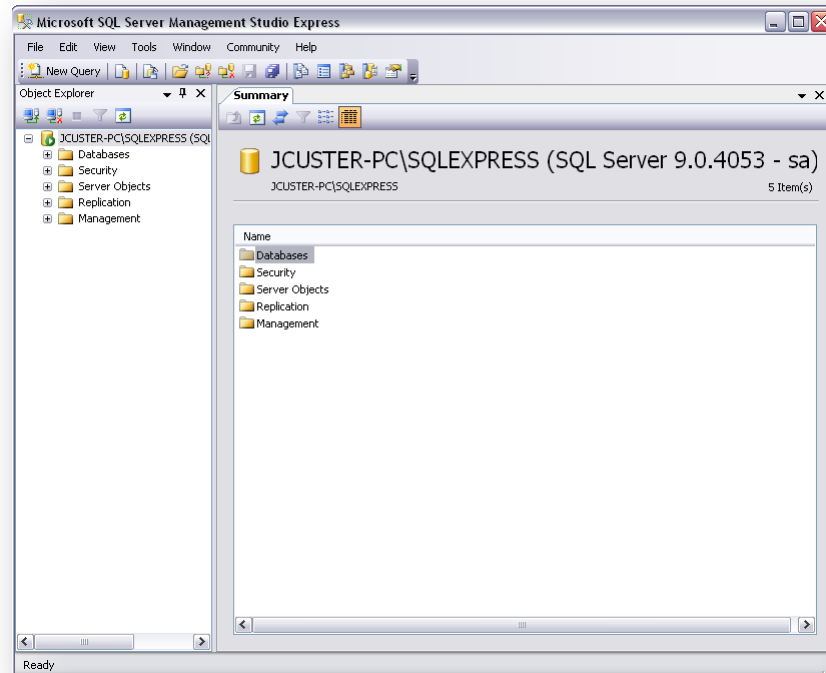 Microsoft SQL Server Management Studio Express
File Edit View Tools Window Community Help
New Query
Object Explorer
JCUSTER-PC\SQLEXPRESS (SQL
Databases
Security
Server Objects
Replication
Management
Summary
JCUSTER-PC\SQLEXPRESS (SQL Server 9.0.4053 - sa)
JCUSTER-PC\SQLEXPRESS 5 Item(s)
Name
Databases
Security
Server Objects
Replication
Management
Ready